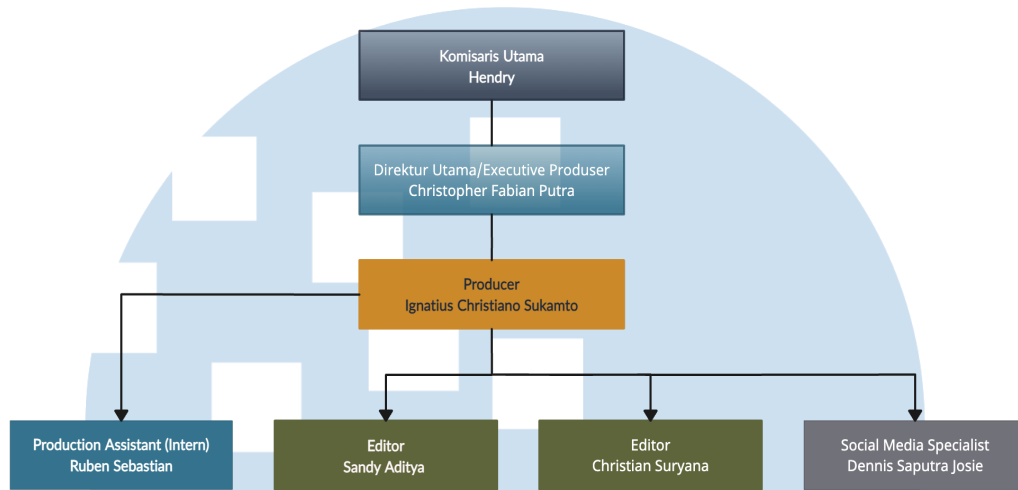 Komisaris Utama
Hendry
Direktur Utama/Executive Produser
Christopher Fabian Putra
Producer
Ignatius Christiano Sukamto
Production Assistant (Intern)
Ruben Sebastian
Editor
Sandy Aditya
Editor
Christian Suryana
Social Media Specialist
Dennis Saputra Josie